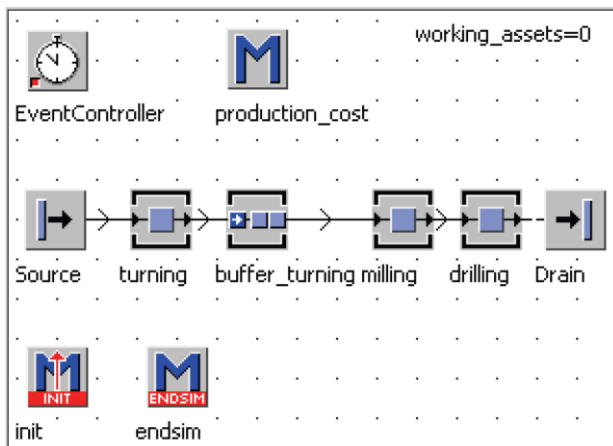 working_assets=0
M
EventController
production_cost
Source
turning
buffer_turning
milling
drilling
Drain
M
INIT
M
ENDSIM
init
endsim